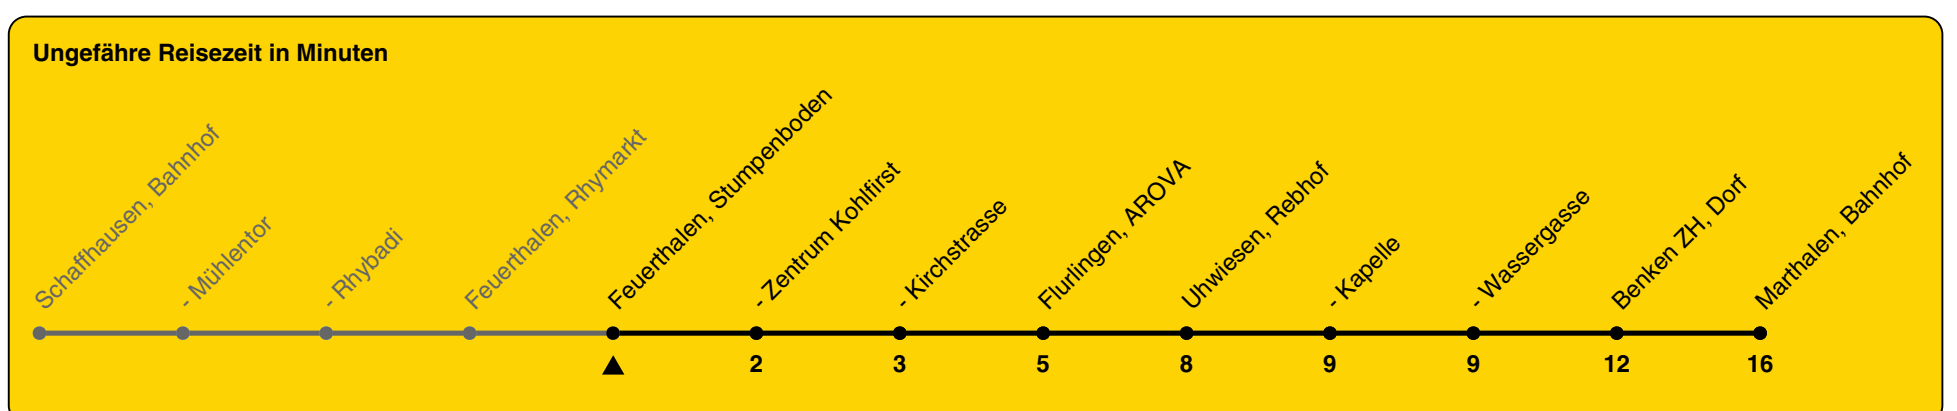 Ungefähre Reisezeit in Minuten
Schaffhausen, Bahnhof
- Mühlentor
- Rhybadi
Feuerthalen, Rhymarkt
Feuerthalen, Stumpenboden
- Zentrum Kohlfirst
- Kirchstrasse
Flurlingen, AROVA
Uhwiesen, Rebhof
- Kapelle
- Wassergasse
Benken ZH, Dorf
Marthalen, Bahnhof
2 3 5 8 9 9 12 16